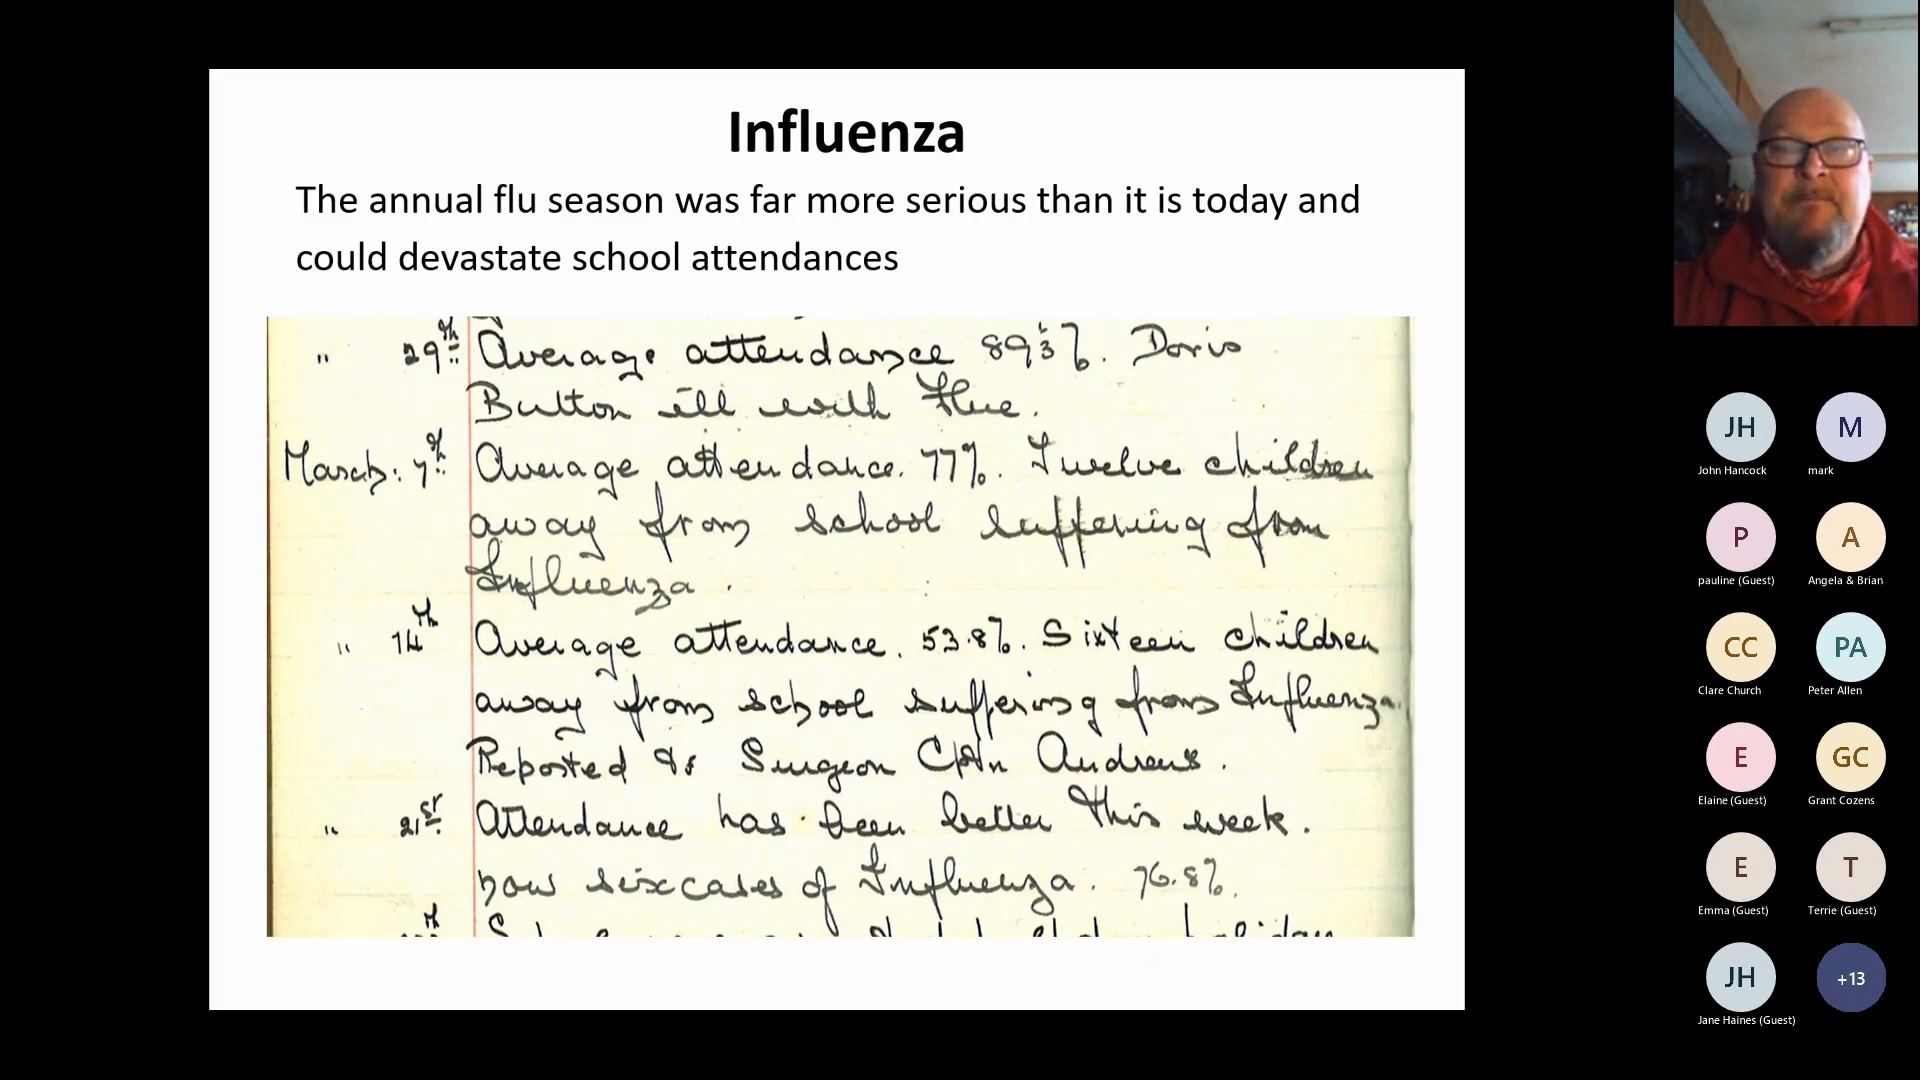 Influenza
The annual flu season was far more serious than it is today and
could devastate school attendances
" 29th Average attendance 89.3%. Doris
Button ill with Flue.
March: 7th Average attendance. 77%. Twelve children
away from school suffering from
Influenza.
" 14th Average attendance. 53.8%. Sixteen children
away from school suffering from Influenza.
Reported to Surgeon Andrews.
" 21st Attendance has been better this week.
now six cases of Influenza. 76.8%.
JH
M
John Hancock
mark
P
A
pauline (Guest)
Angela & Brian
CC
PA
Clare Church
Peter Allen
E
GC
Elaine (Guest)
Grant Cozens
E
T
Emma (Guest)
Terrie (Guest)
JH
+13
Jane Haines (Guest)